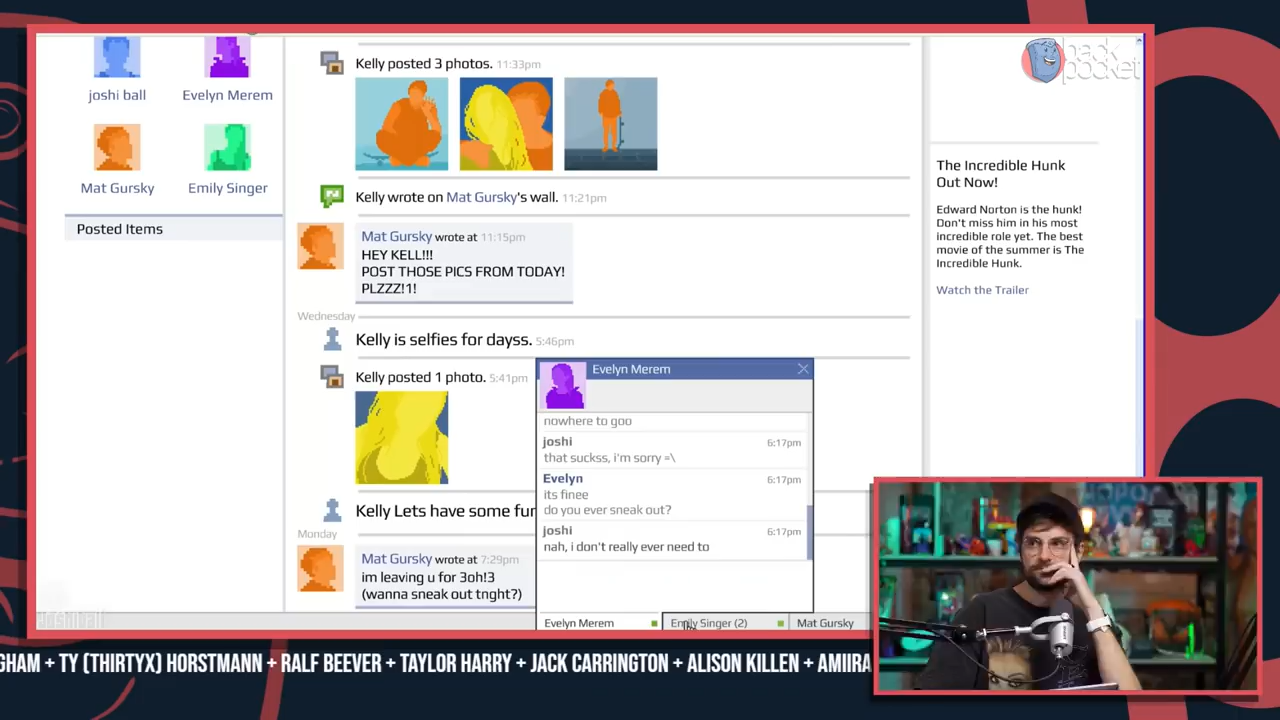 joshi ball
Evelyn Merem
Mat Gursky
Emily Singer
Posted Items
Kelly posted 3 photos. 11:33pm
Kelly wrote on Mat Gursky's wall. 11:21pm
Mat Gursky wrote at 11:15pm
HEY KELL!!!
POST THOSE PICS FROM TODAY!
PLZZZ!1!
Wednesday
Kelly is selfies for dayss. 5:46pm
Kelly posted 1 photo. 5:41pm
Kelly Lets have some fun
Monday
Mat Gursky wrote at 7:29pm
im leaving u for 3oh!3
(wanna sneak out tnght?)
Evelyn Merem
nowhere to goo
joshi 6:17pm
that suckss, i'm sorry =\
Evelyn 6:17pm
its finee
do you ever sneak out?
joshi 6:17pm
nah, i don't really ever need to
Evelyn Merem
Emily Singer (2)
Mat Gursky
back
pocket
The Incredible Hunk
Out Now!
Edward Norton is the hunk!
Don't miss him in his most
incredible role yet. The best
movie of the summer is The
Incredible Hunk.
Watch the Trailer
GHAM + TY (THIRTYX) HORSTMANN + RALF BEEVER + TAYLOR HARRY + JACK CARRINGTON + ALISON KILLEN + AMIIRA